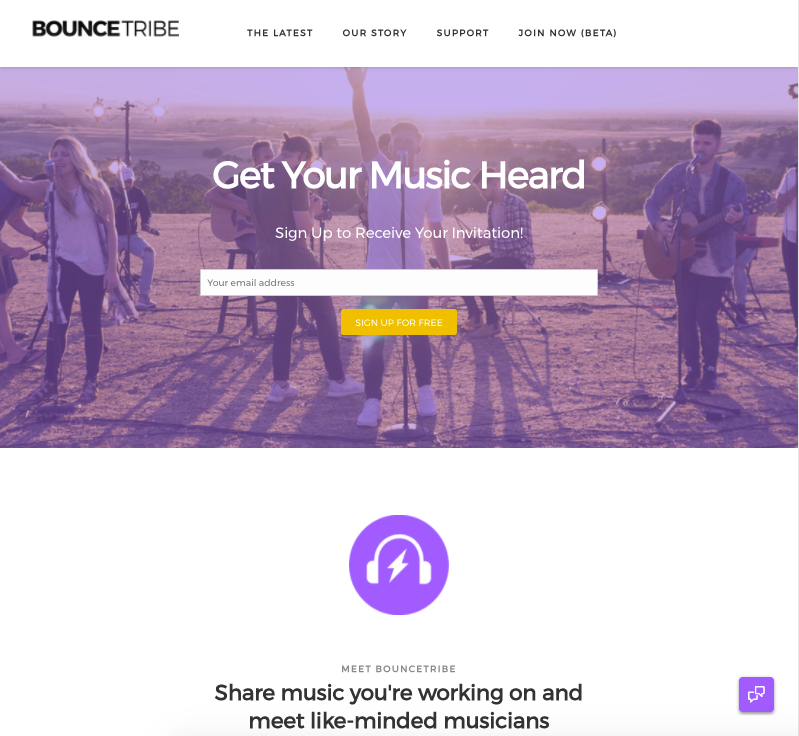 BOUNCETRIBE
THE LATEST OUR STORY SUPPORT JOIN NOW (BETA)
Get Your Music Heard
Sign Up to Receive Your Invitation!
Your email address
SIGN UP FOR FREE
MEET BOUNCETRIBE
Share music you're working on and
meet like-minded musicians